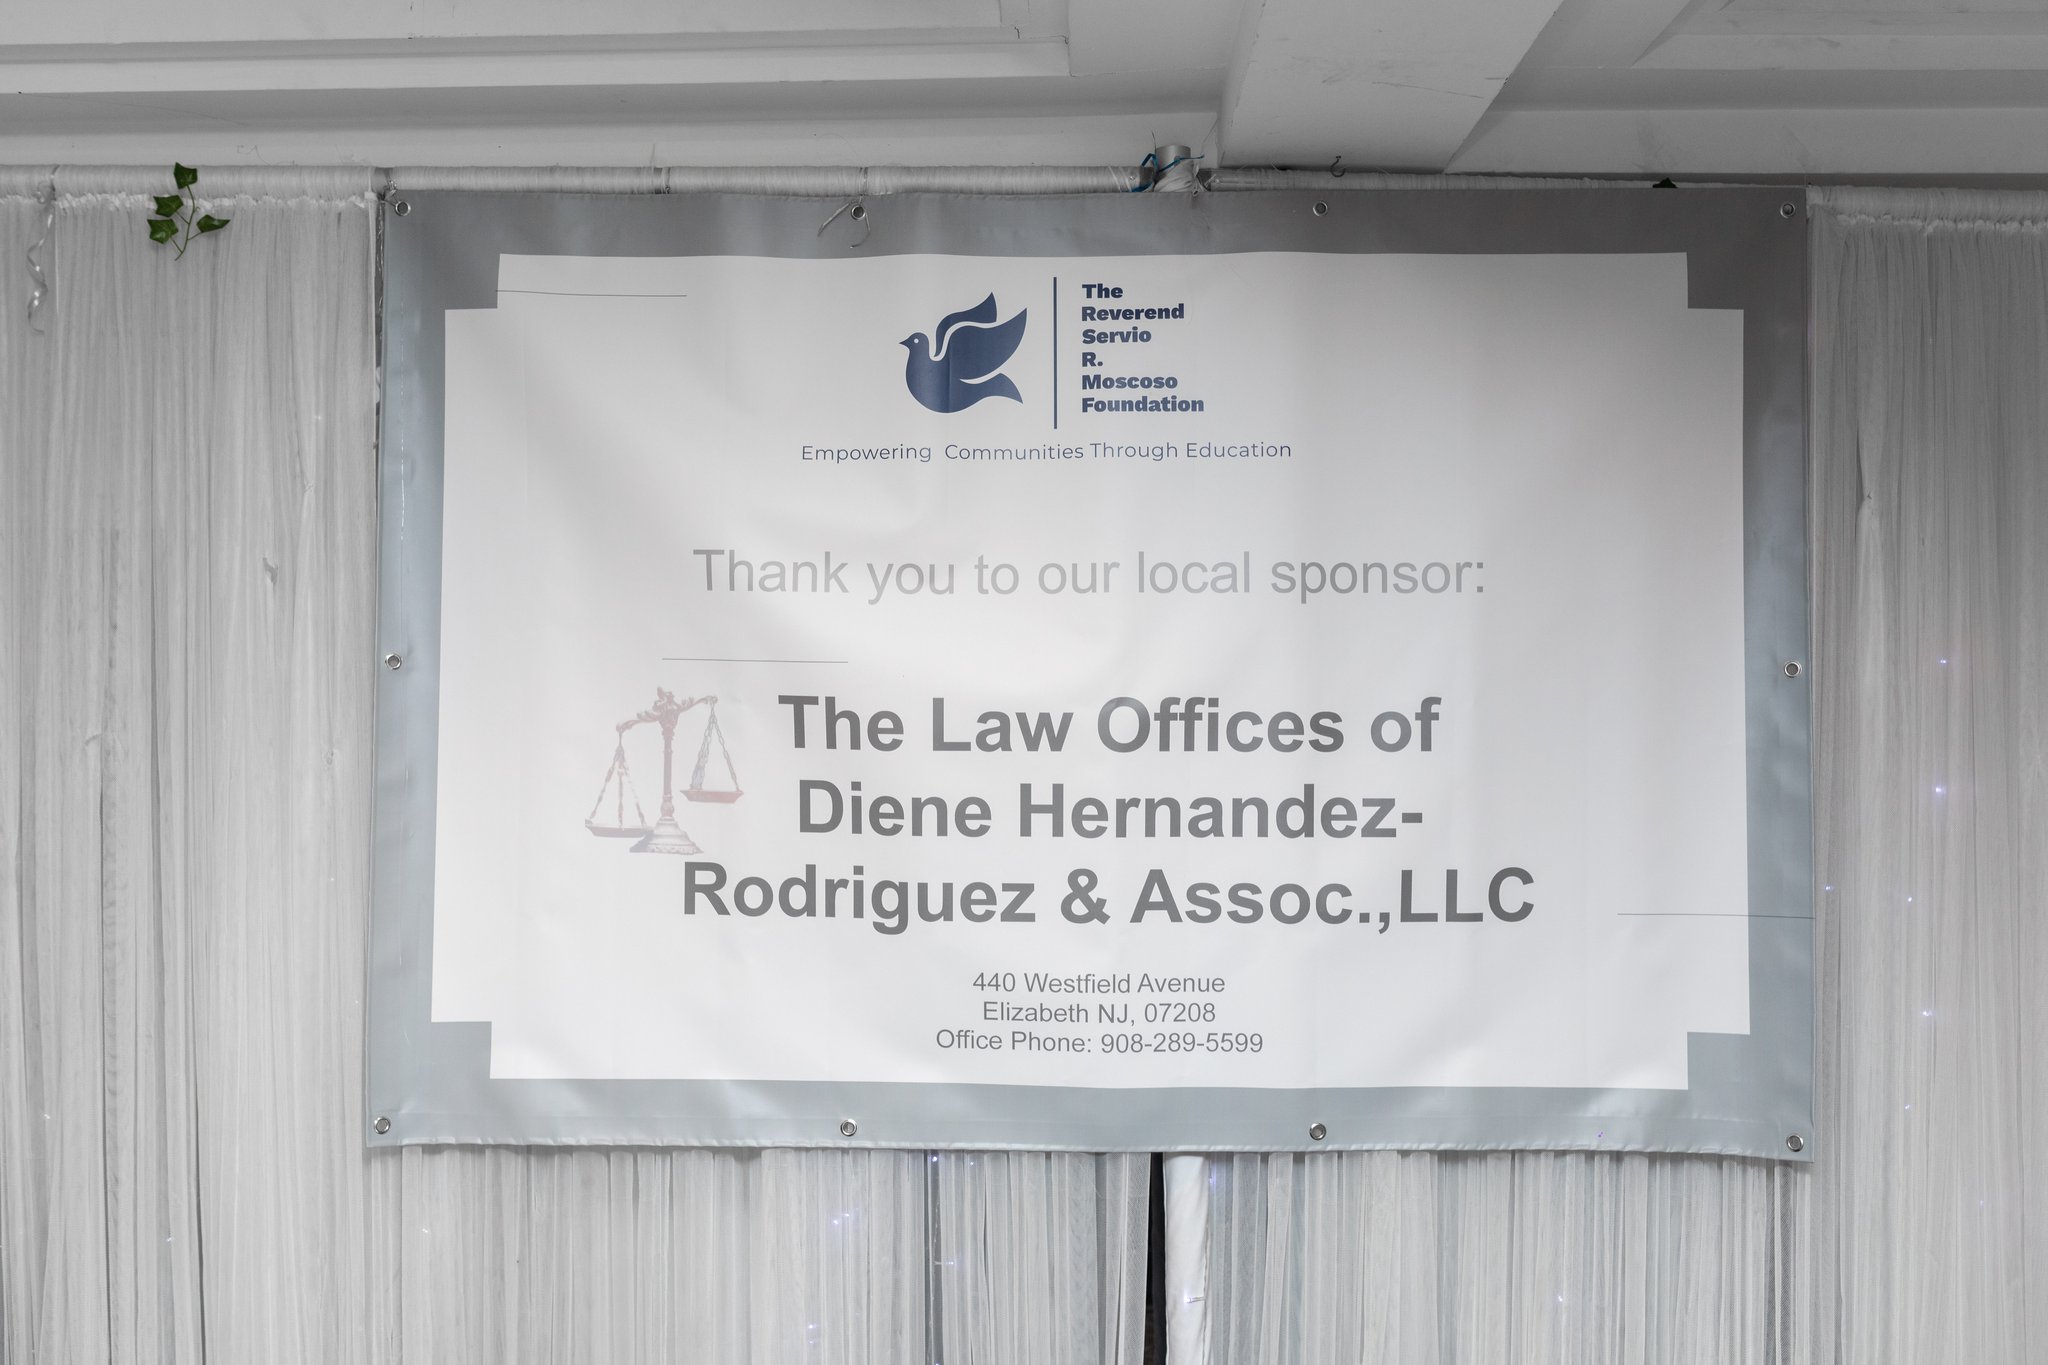 The
Reverend
Servio
R.
Moscoso
Foundation
Empowering Communities Through Education
Thank you to our local sponsor:
The Law Offices of
Diene Hernandez-
Rodriguez & Assoc.,LLC
440 Westfield Avenue
Elizabeth NJ, 07208
Office Phone: 908-289-5599